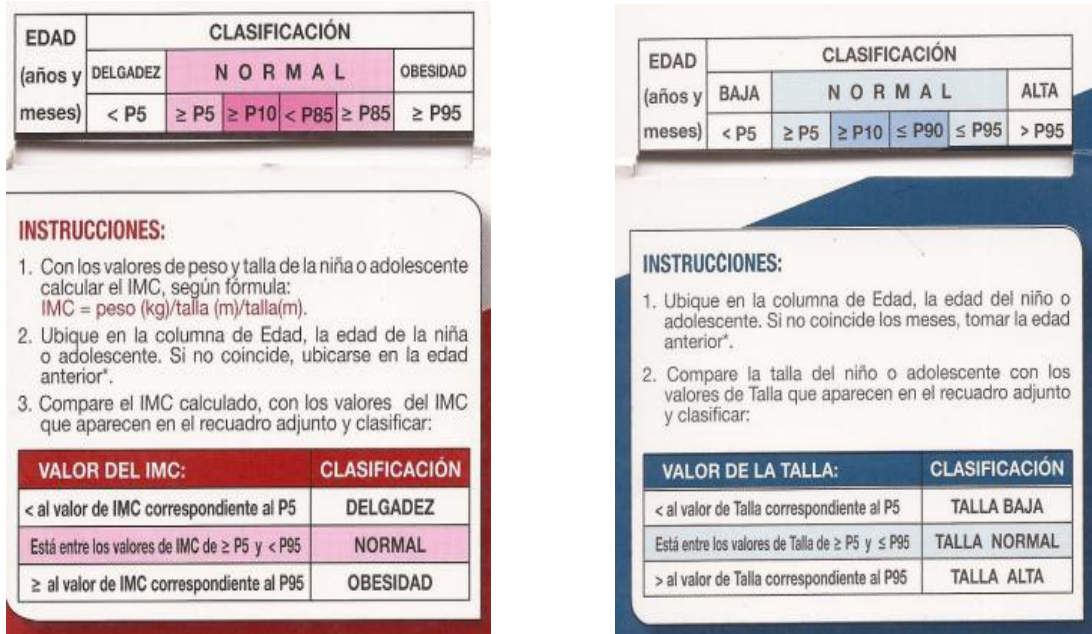 EDAD
(años y
meses)
CLASIFICACIÓN
DELGADEZ NORMAL OBESIDAD
< P5 ≥ P5 ≥ P10 < P85 ≥ P85 ≥ P95
INSTRUCCIONES:
1. Con los valores de peso y talla de la niña o adolescente
calcular el IMC, según fórmula:
IMC = peso (kg)/talla (m)/talla(m).
2. Ubique en la columna de Edad, la edad de la niña
o adolescente. Si no coincide, ubicarse en la edad
anterior*.
3. Compare el IMC calculado, con los valores del IMC
que aparecen en el recuadro adjunto y clasificar:
VALOR DEL IMC: CLASIFICACIÓN
< al valor de IMC correspondiente al P5 DELGADEZ
Está entre los valores de IMC de ≥ P5 y < P95 NORMAL
≥ al valor de IMC correspondiente al P95 OBESIDAD
EDAD
(años y
meses)
CLASIFICACIÓN
BAJA NORMAL ALTA
< P5 ≥ P5 ≥ P10 ≤ P90 ≤ P95 > P95
INSTRUCCIONES:
1. Ubique en la columna de Edad, la edad del niño o
adolescente. Si no coincide los meses, tomar la edad
anterior*.
2. Compare la talla del niño o adolescente con los
valores de Talla que aparecen en el recuadro adjunto
y clasificar:
VALOR DE LA TALLA: CLASIFICACIÓN
< al valor de Talla correspondiente al P5 TALLA BAJA
Está entre los valores de Talla de ≥ P5 y ≤ P95 TALLA NORMAL
> al valor de Talla correspondiente al P95 TALLA ALTA